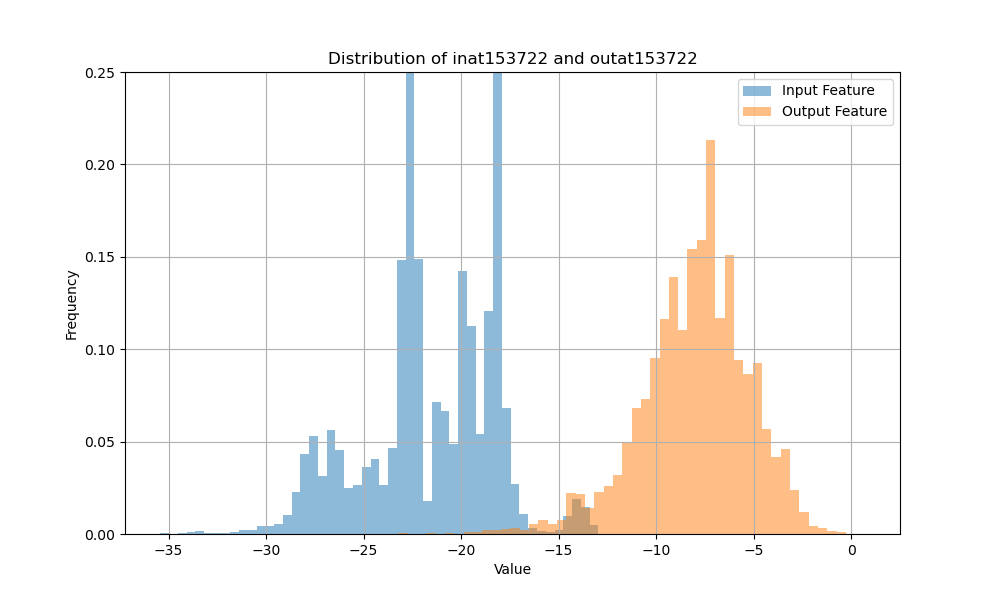 Distribution of inat153722 and outat153722
Input Feature
Output Feature
0.25
0.20
0.15
0.10
0.05
0.00
Frequency
−35
−30
−25
−20
−15
−10
−5
0
Value